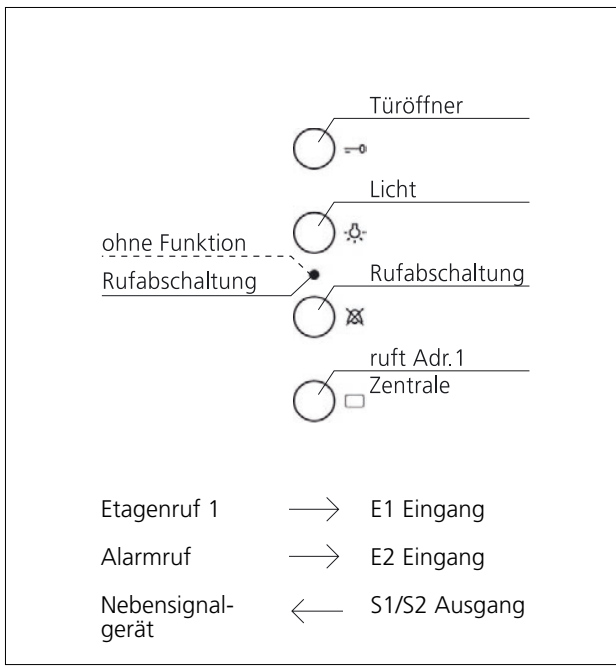 Türöffner
Licht
ohne Funktion
Rufabschaltung
Rufabschaltung
ruft Adr.1
Zentrale
Etagenruf 1
E1 Eingang
Alarmruf
E2 Eingang
Nebensignal-
gerät
S1/S2 Ausgang